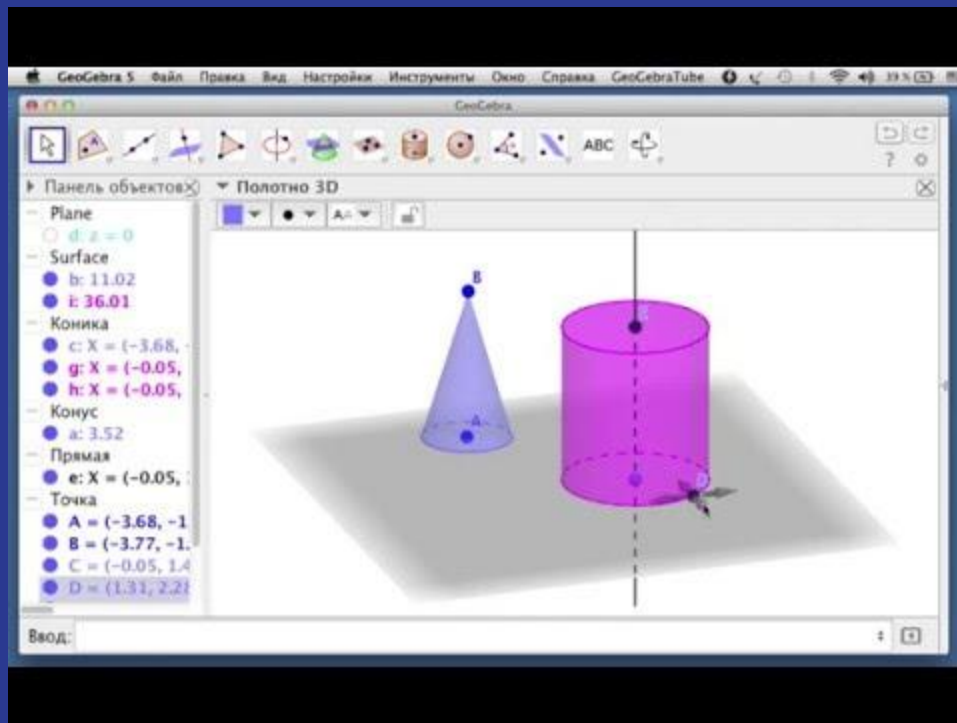 GeoGebra 5 Файл Правка Вид Настройки Инструменты Окно Справка GeoGebraTube
GeoGebra
ABC
?
Панель объектов
Полотно 3D
Plane
d: z = 0
Surface
b: 11.02
i: 36.01
Коника
c: X = (-3.68,
g: X = (-0.05,
h: X = (-0.05,
Конус
a: 3.52
Прямая
e: X = (-0.05,
Точка
A = (-3.68, -1
B = (-3.77, -1.
C = (-0.05, 1.4
D = (1.31, 2.28
B
A
D
Ввод: